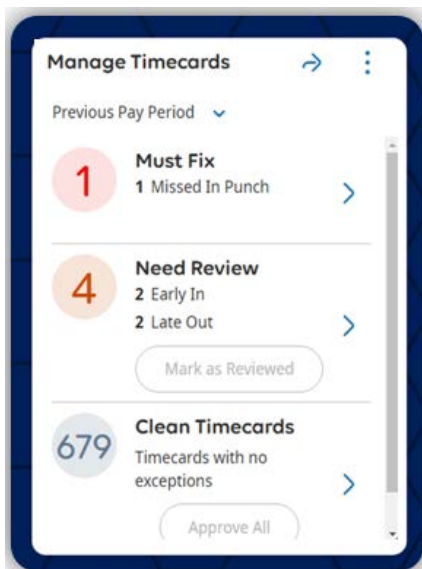 Manage Timecards
Previous Pay Period
1
Must Fix
1 Missed In Punch
4
Need Review
2 Early In
2 Late Out
Mark as Reviewed
679
Clean Timecards
Timecards with no
exceptions
Approve All